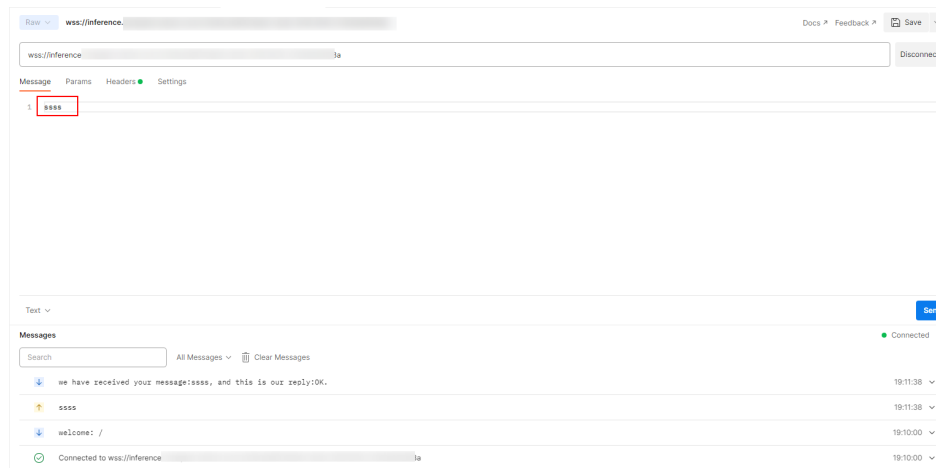 Raw wss://inference. Docs Feedback Save
wss://inference
Disconnec
Message Params Headers Settings
1 ssss
Text
Sen
Messages Connected
Search All Messages Clear Messages
we have received your message:ssss, and this is our reply:OK. 19:11:38
ssss 19:11:38
welcome: / 19:10:00
Connected to wss://inference 19:10:00